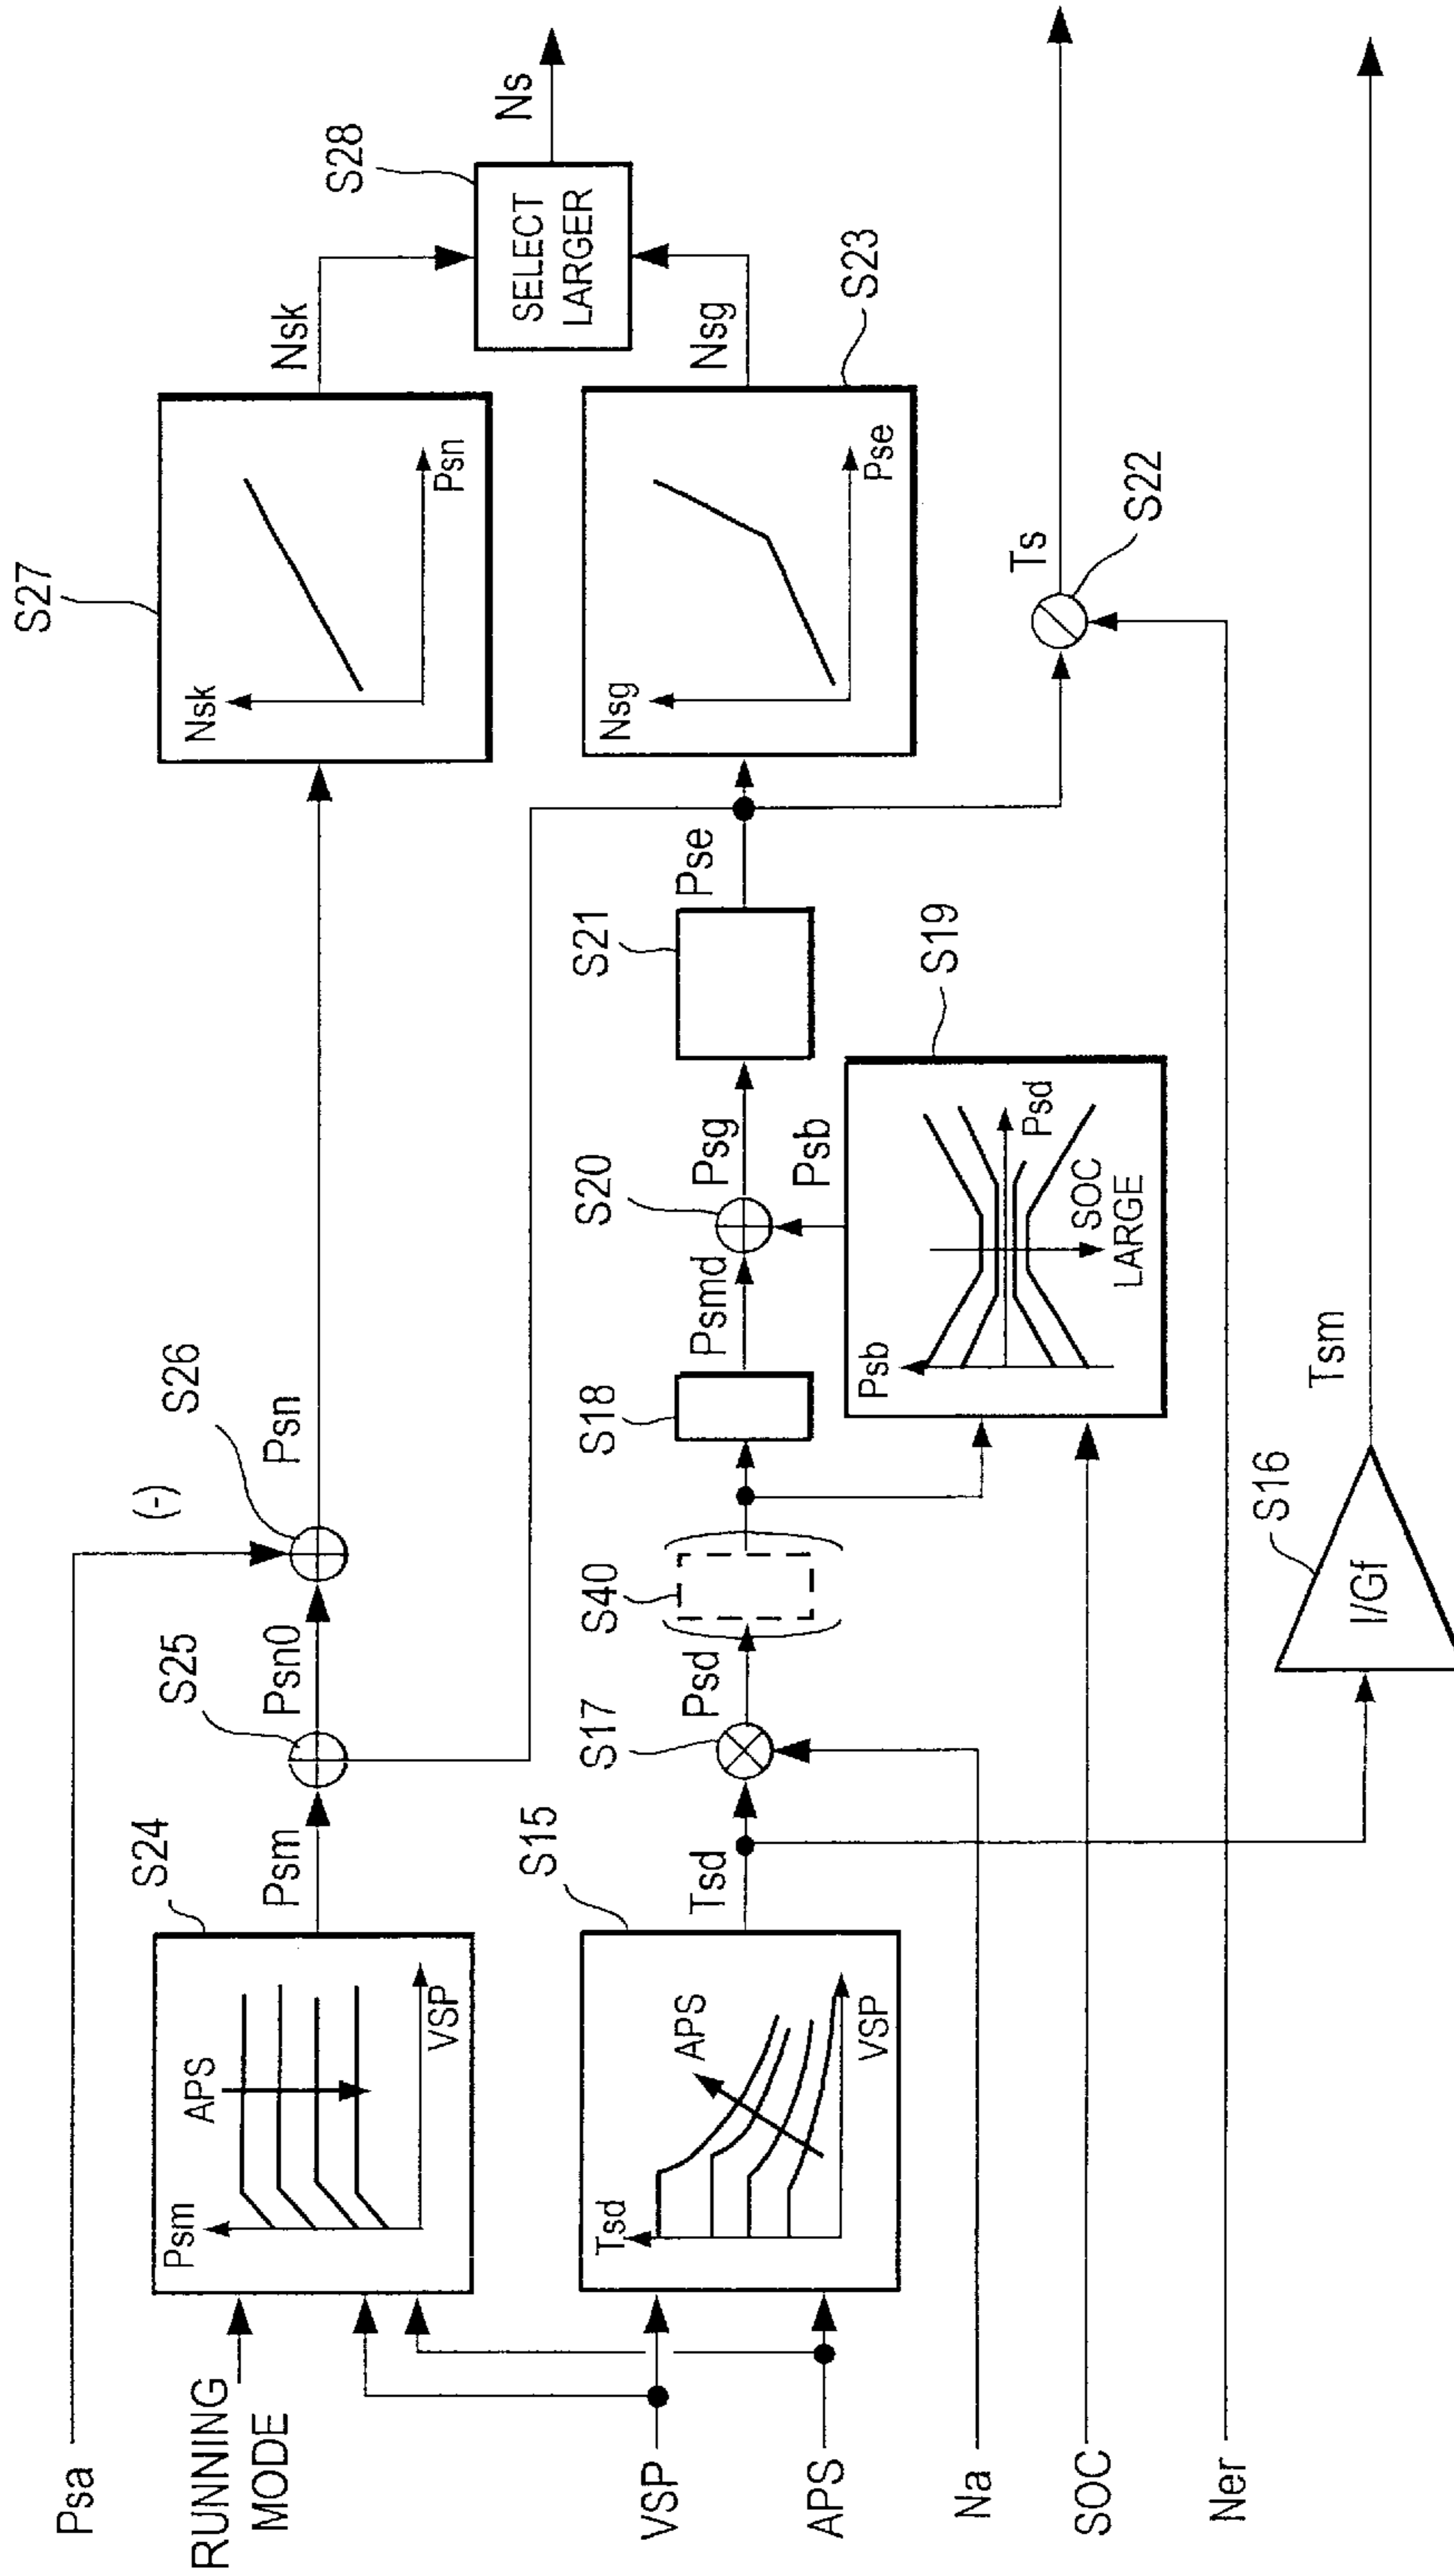 Psa
RUNNING
MODE
VSP
APS
Na
SOC
Ner
S24
Psm
APS
VSP
Psm
S25
Psn0
S26
(-)
Psn
S27
Nsk
Psn
Nsk
S28
SELECT
LARGER
Ns
S15
Tsd
APS
VSP
Tsd
S17
Psd
S40
S18
Psmd
S20
Psg
Psb
S21
Pse
S23
Nsg
Pse
Nsg
S19
Psb
Psd
SOC
LARGE
S22
Ts
S16
I/Gf
Tsm